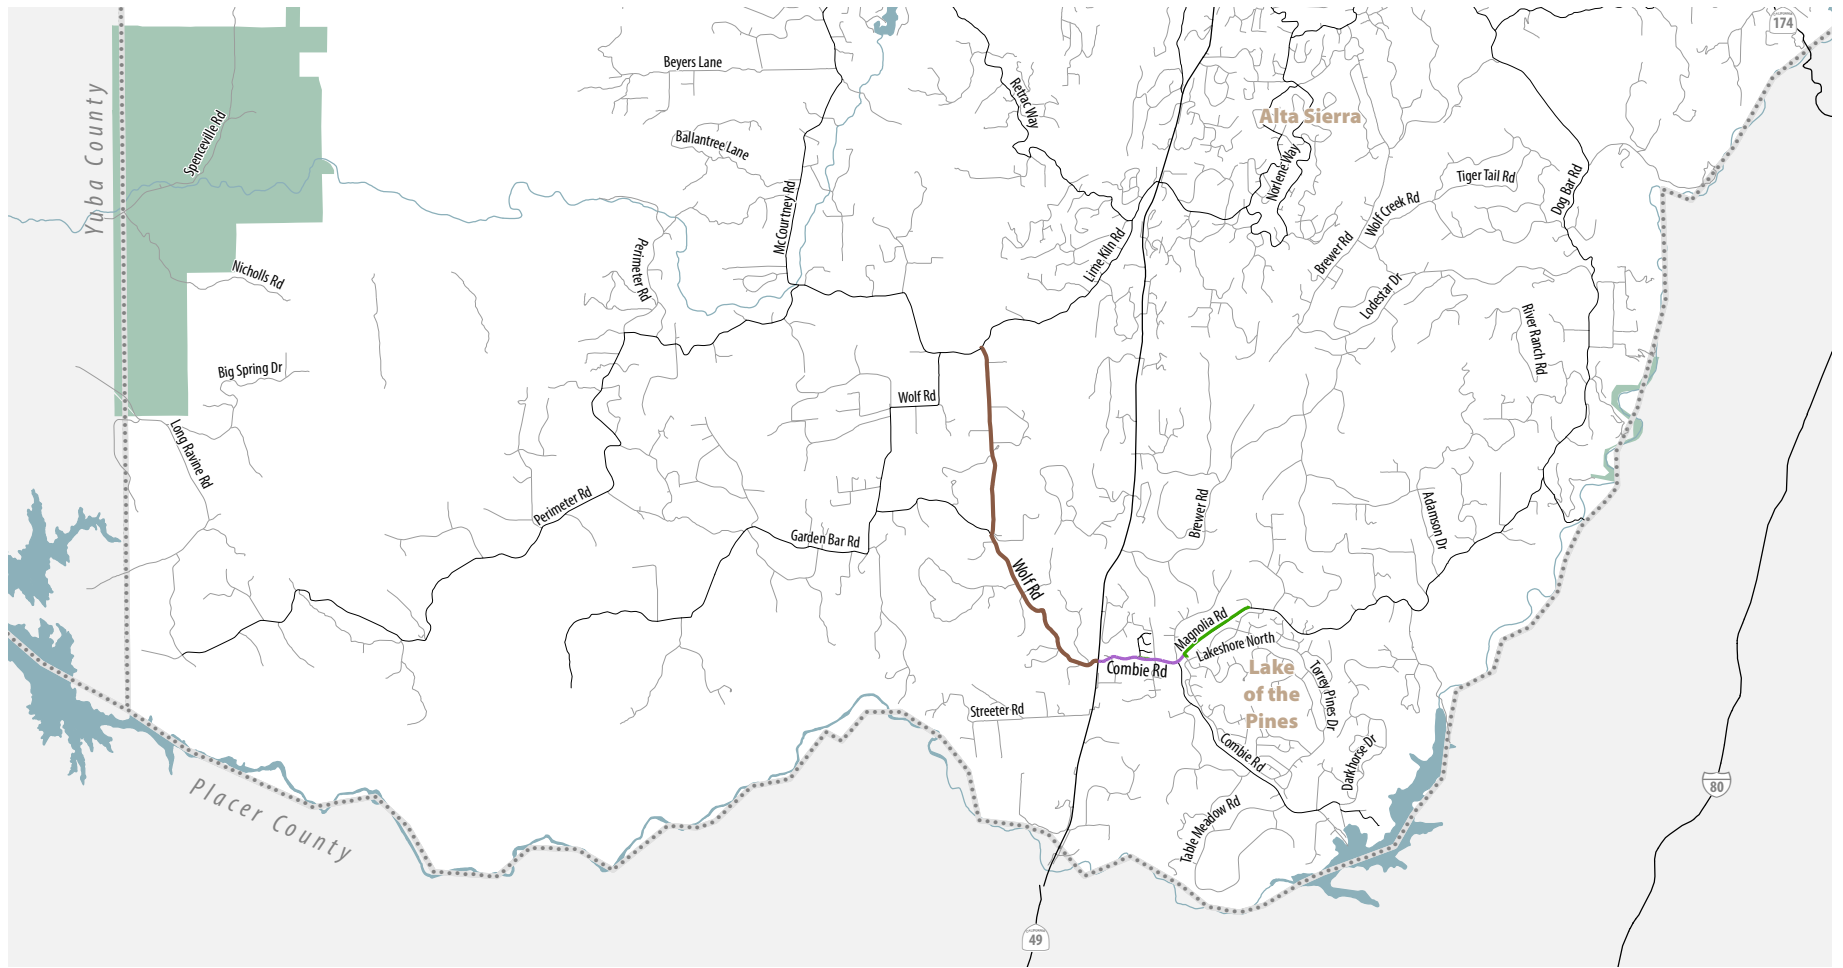 CALIFORNIA
174
Beyers Lane
Retrac Way
Yuba County
Spenceville Rd
Alta Sierra
Ballantree Lane
Norlene Way
Tiger Tail Rd
Dog Bar Rd
McCourtney Rd
Wolf Creek Rd
Lime Kiln Rd
Brewer Rd
Perimeter Rd
Nicholls Rd
Lodestar Dr
River Ranch Rd
Big Spring Dr
Wolf Rd
Long Ravine Rd
Perimeter Rd
Brewer Rd
Adamson Dr
Garden Bar Rd
Wolf Rd
Magnolia Rd
Lakeshore North
Combie Rd
Lake
of the
Pines
Torrey Pines Dr
Streeter Rd
Combie Rd
Darkhorse Dr
80
Placer County
Table Meadow Rd
CALIFORNIA
49